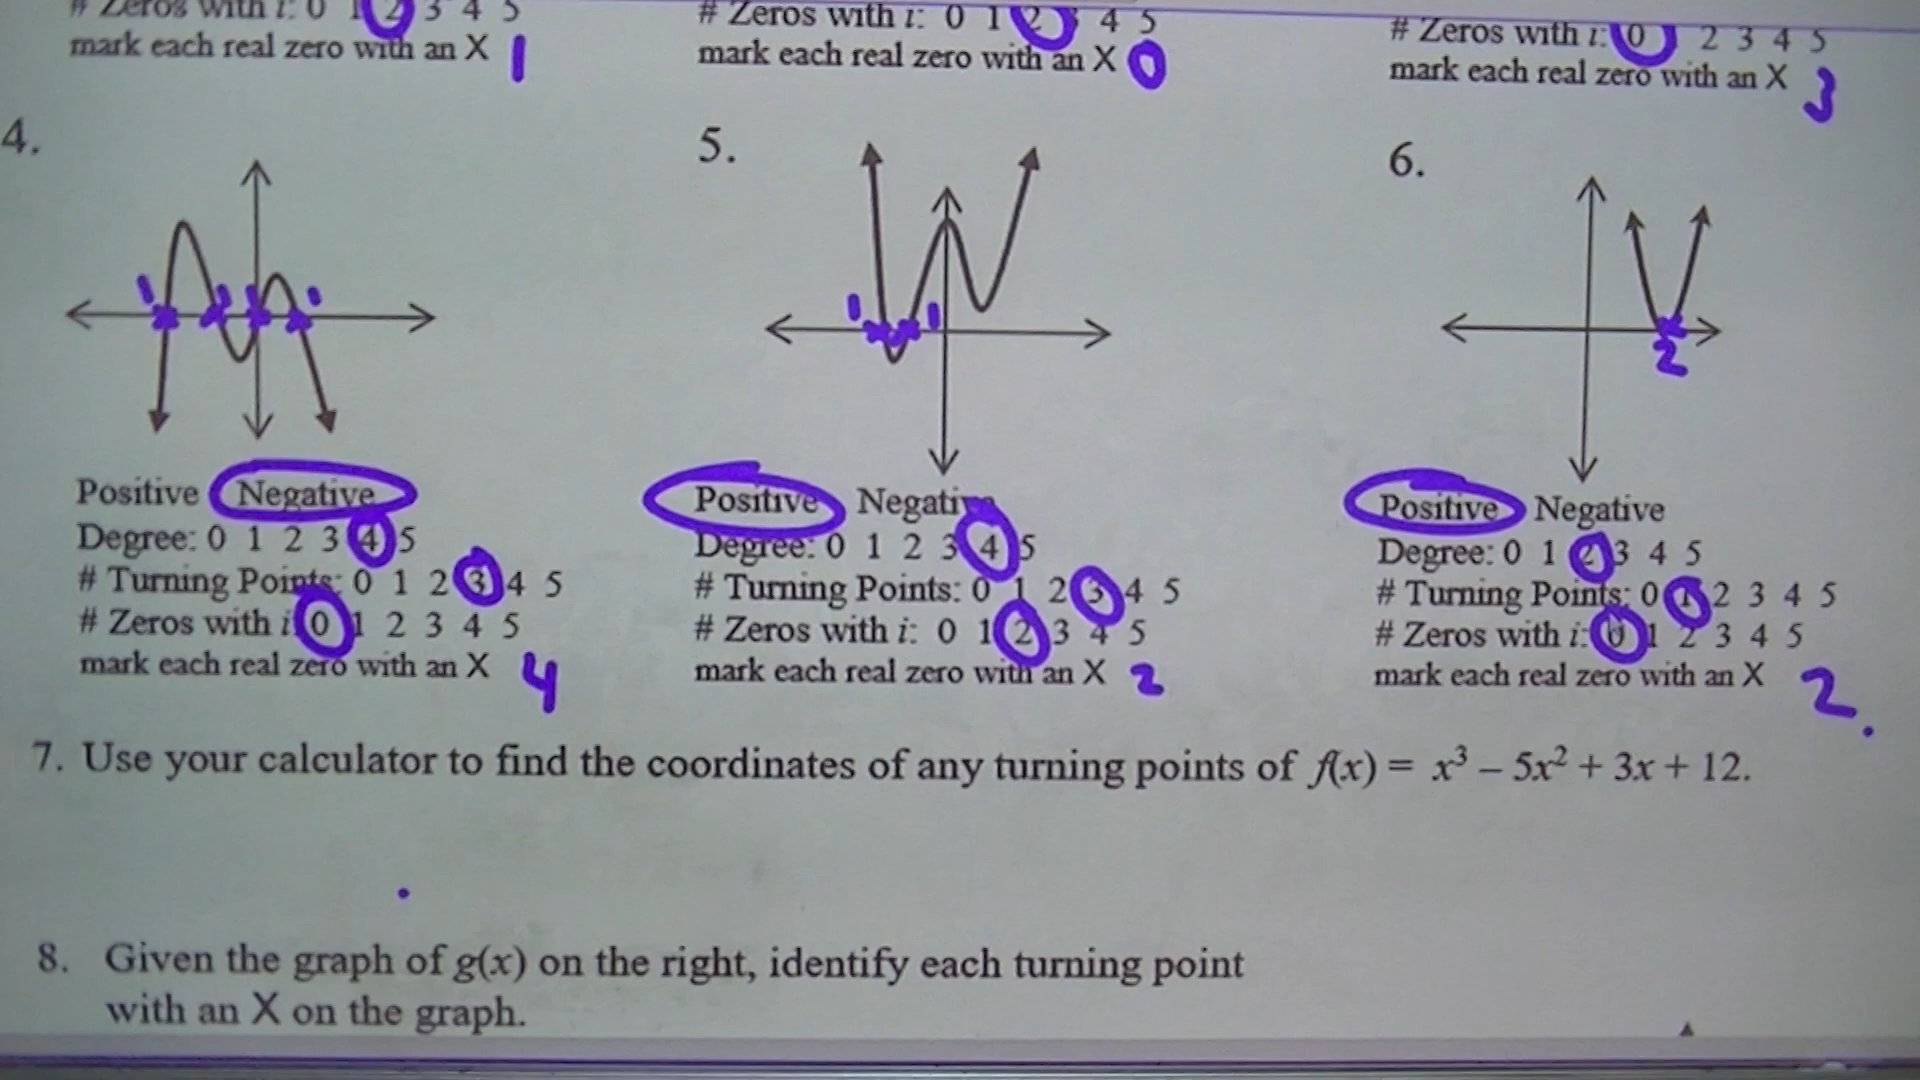 # Zeros with i: 0 1 2 3 4 5
mark each real zero with an X 1
# Zeros with i: 0 1 2 3 4 5
mark each real zero with an X 0
# Zeros with i: 0 1 2 3 4 5
mark each real zero with an X 3
4.
1 1 1 1
Positive Negative
Degree: 0 1 2 3 4 5
# Turning Points: 0 1 2 3 4 5
# Zeros with i: 0 1 2 3 4 5
mark each real zero with an X 4
5.
1 1
Positive Negative
Degree: 0 1 2 3 4 5
# Turning Points: 0 1 2 3 4 5
# Zeros with i: 0 1 2 3 4 5
mark each real zero with an X 2
6.
2
Positive Negative
Degree: 0 1 2 3 4 5
# Turning Points: 0 1 2 3 4 5
# Zeros with i: 0 1 2 3 4 5
mark each real zero with an X 2.
7. Use your calculator to find the coordinates of any turning points of f(x) = x³ – 5x² + 3x + 12.
8. Given the graph of g(x) on the right, identify each turning point
with an X on the graph.